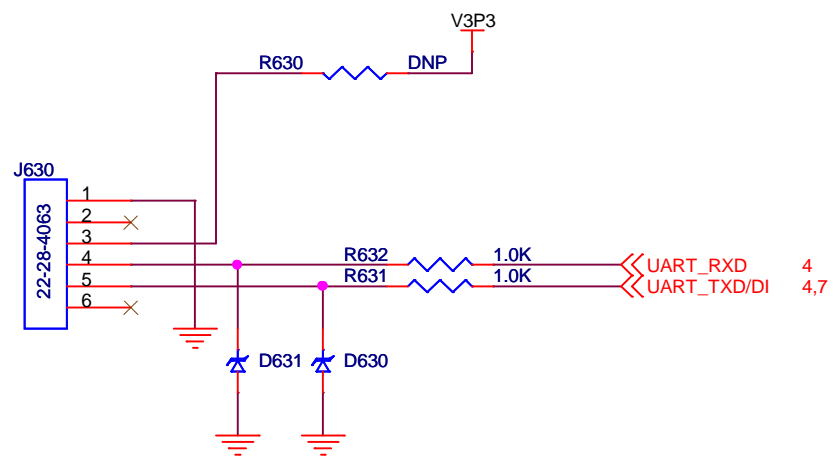 V3P3
R630 DNP
J630
22-28-4063
1
2
3
4
5
6
R632 1.0K UART_RXD 4
R631 1.0K UART_TXD/DI 4,7
D631 D630